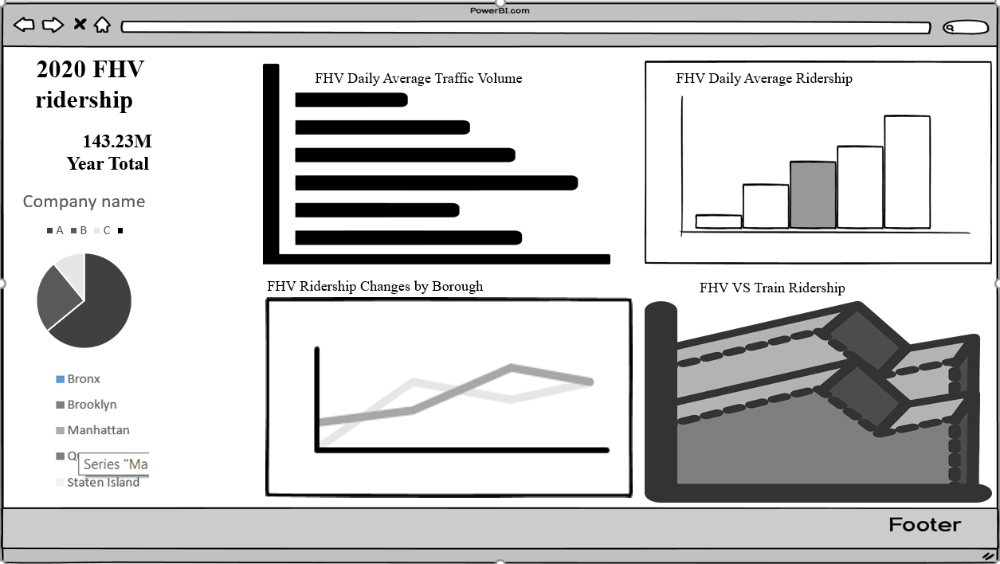 PowerBI.com
2020 FHV
ridership
143.23M
Year Total
Company name
A B C
FHV Daily Average Traffic Volume
FHV Daily Average Ridership
FHV Ridership Changes by Borough
FHV VS Train Ridership
Bronx
Brooklyn
Manhattan
Series "Ma
Staten Island
Footer